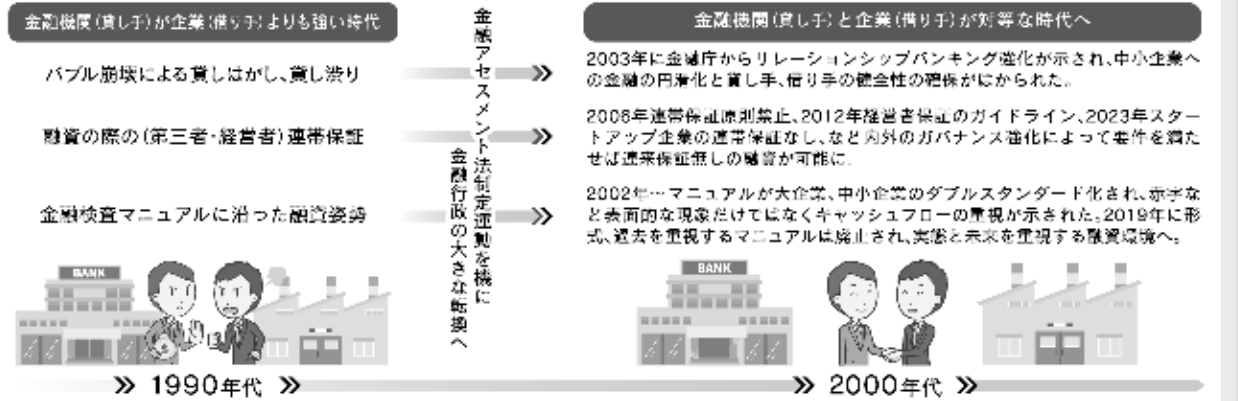 金融機関(貸し手)が企業(借り手)よりも強い時代
バブル崩壊による貸しはがし、貸し渋り
融資の際の(第三者・経営者)連帯保証
金融検査マニュアルに沿った融資姿勢
金融アセスメント法制定運動を機に
金融行政の大きな転換へ
金融機関(貸し手)と企業(借り手)が対等な時代へ
2003年に金融庁からリレーションシップバンキング強化が示され、中小企業へ
の金融の円滑化と貸し手、借り手の健全性の確保がはかられた。
2006年連帯保証原則禁止、2012年経営者保証のガイドライン、2023年スター
トアップ企業の連帯保証なし、など内外のガバナンス強化によって要件を満た
せば連来保証無しの融資が可能に。
2002年…マニュアルが大企業、中小企業のダブルスタンダード化され、赤字な
ど表面的な現象だけではなくキャッシュフローの重視が示された。2019年に形
式、過去を重視するマニュアルは廃止され、実態と未来を重視する融資環境へ。
BANK
BANK
1990年代
2000年代